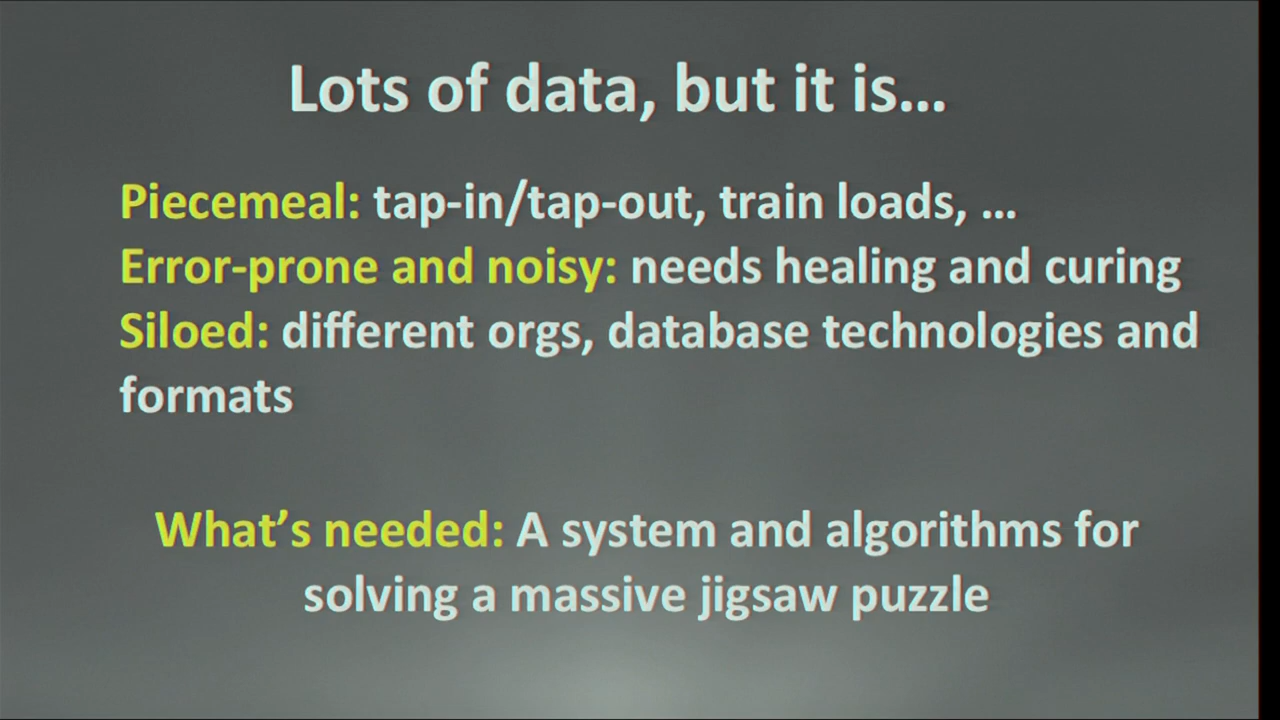 Lots of data, but it is…
Piecemeal: tap-in/tap-out, train loads, …
Error-prone and noisy: needs healing and curing
Siloed: different orgs, database technologies and
formats
What’s needed: A system and algorithms for
solving a massive jigsaw puzzle